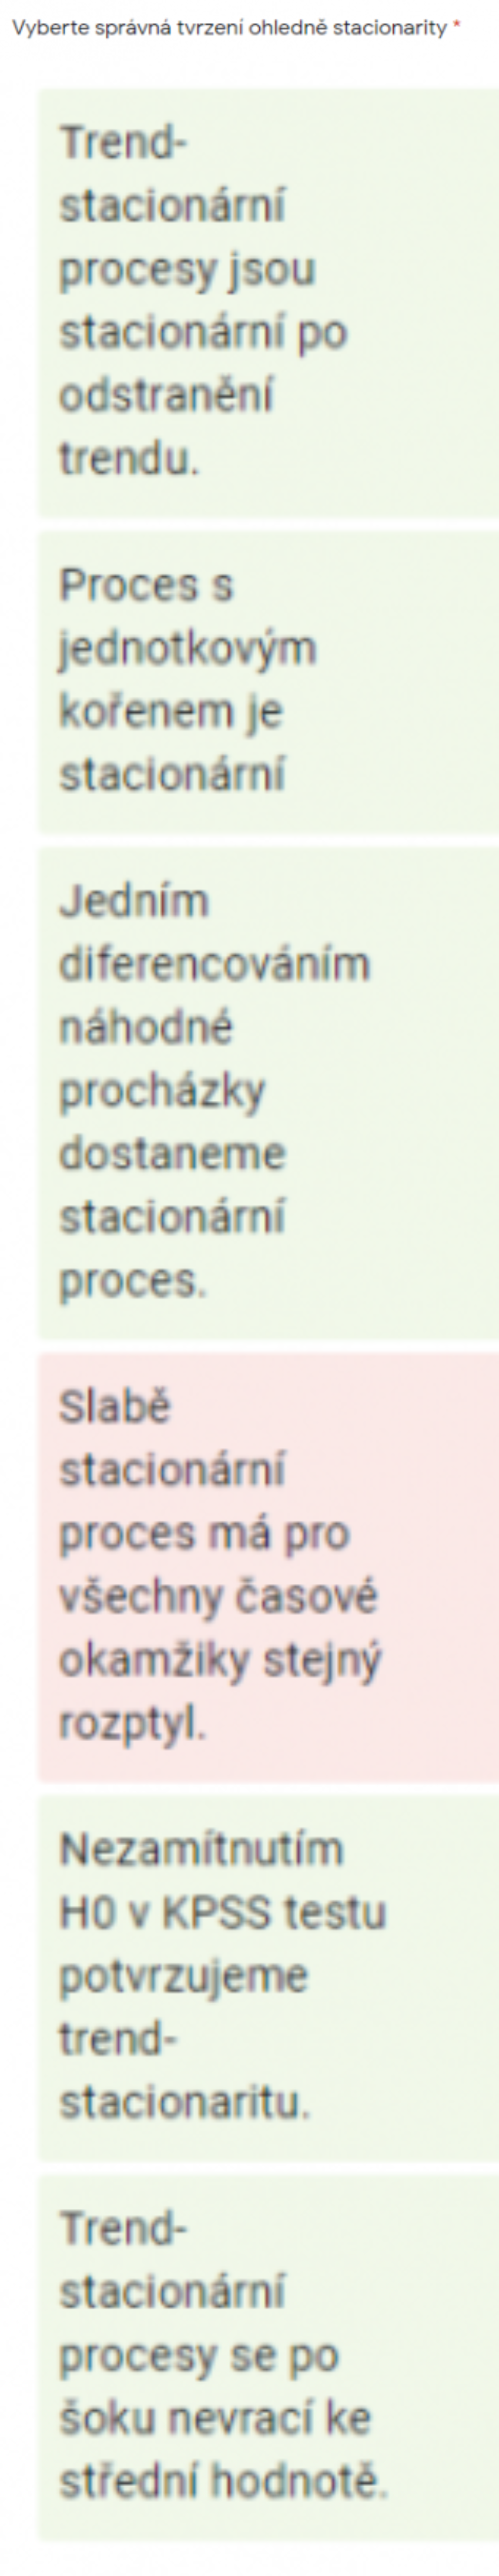 Vyberte správná tvrzení ohledně stacionarity *
Trend-
stacionární
procesy jsou
stacionární po
odstranění
trendu.
Proces s
jednotkovým
kořenem je
stacionární
Jedním
diferencováním
náhodné
procházky
dostaneme
stacionární
proces.
Slabě
stacionární
proces má pro
všechny časové
okamžiky stejný
rozptyl.
Nezamítnutím
H0 v KPSS testu
potvrzujeme
trend-
stacionaritu.
Trend-
stacionární
procesy se po
šoku nevrací ke
střední hodnotě.